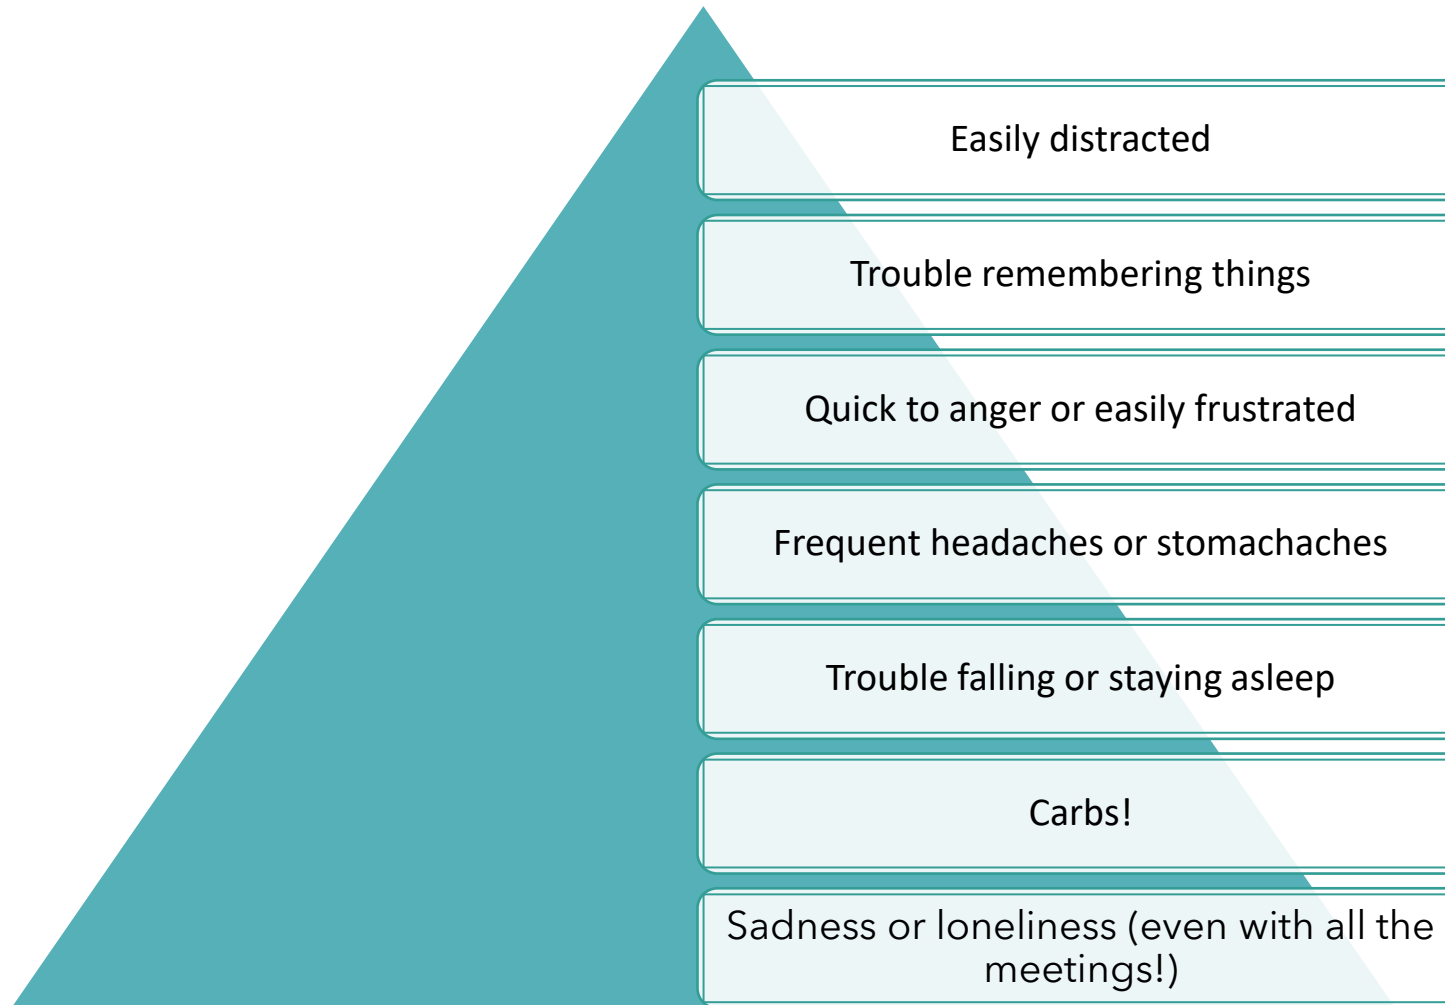 Easily distracted
Trouble remembering things
Quick to anger or easily frustrated
Frequent headaches or stomachaches
Trouble falling or staying asleep
Carbs!
Sadness or loneliness (even with all the
meetings!)